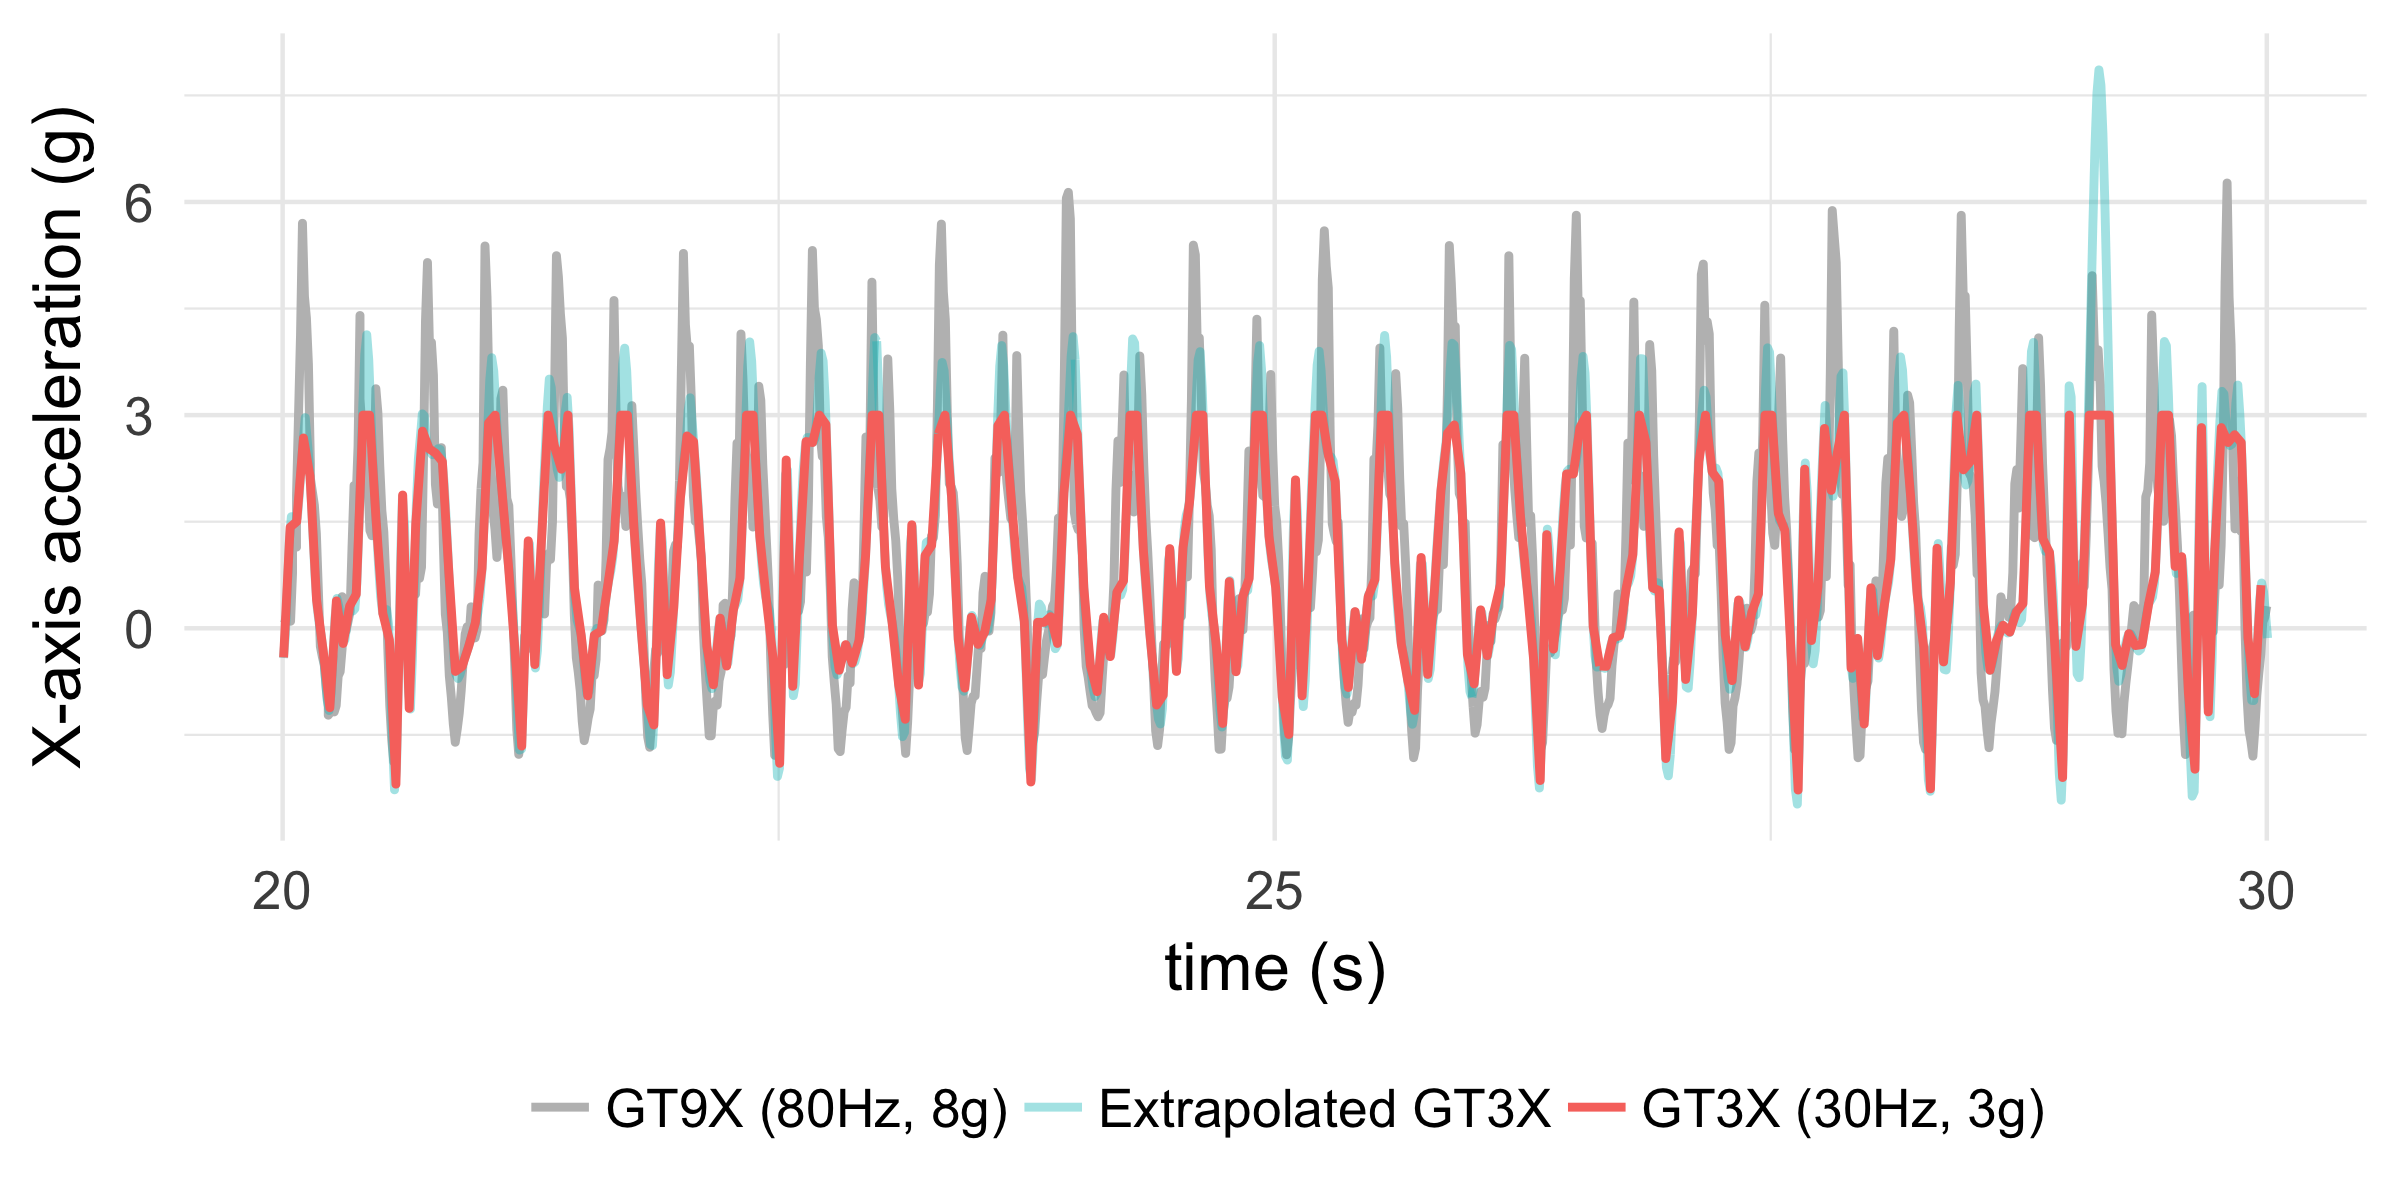 X-axis acceleration (g)
6
3
0
20
25
30
time (s)
GT9X (80Hz, 8g)
Extrapolated GT3X
GT3X (30Hz, 3g)